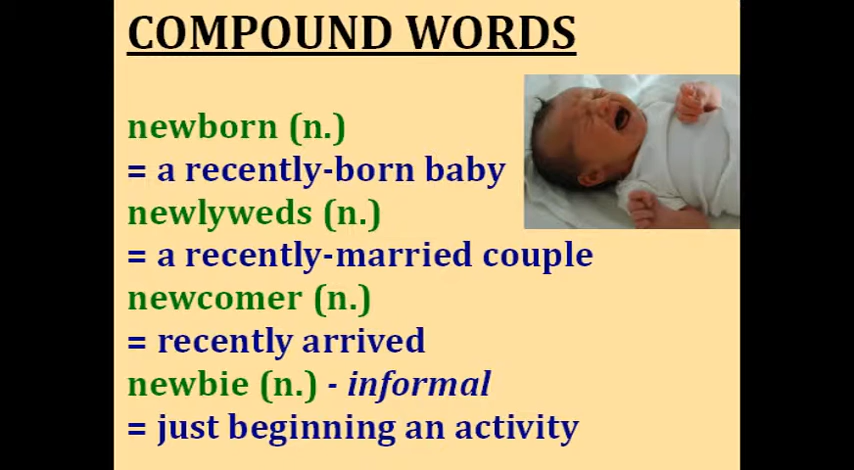 COMPOUND WORDS
newborn (n.)
= a recently-born baby
newlyweds (n.)
= a recently-married couple
newcomer (n.)
= recently arrived
newbie (n.) - informal
= just beginning an activity